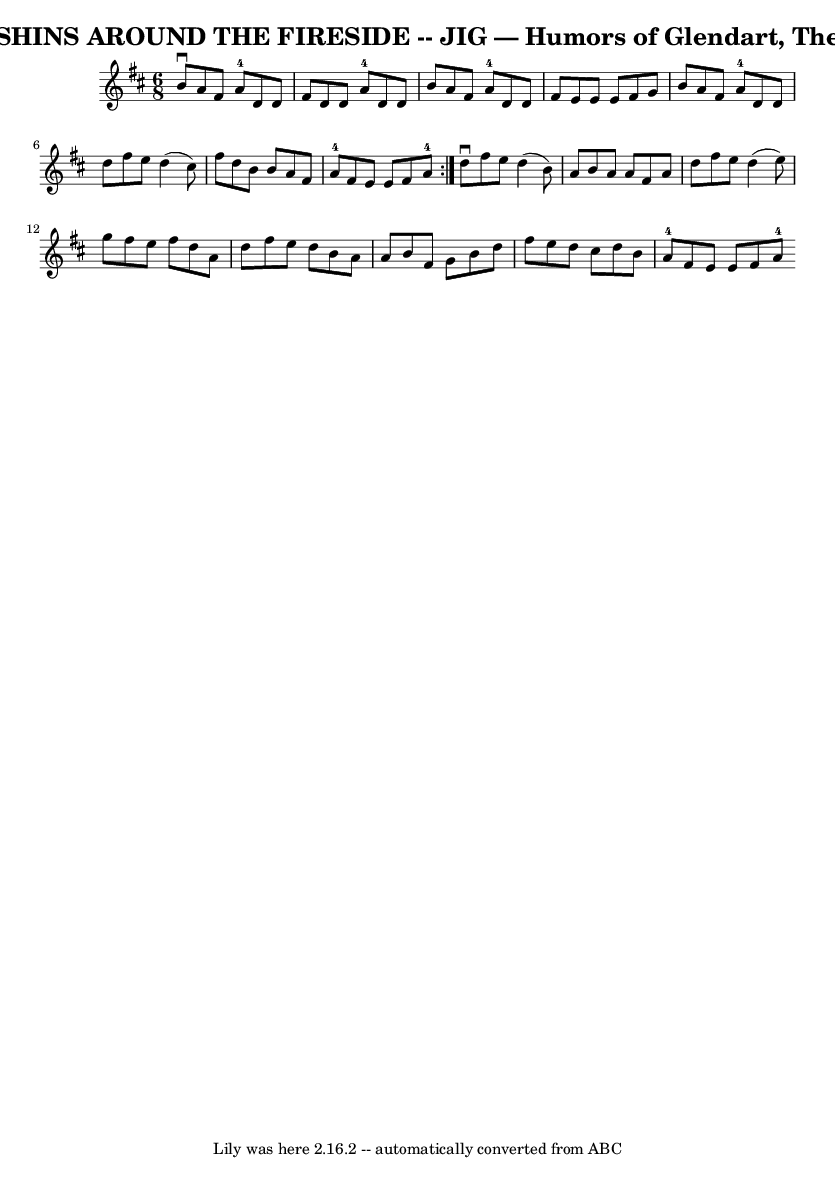 SHINS AROUND THE FIRESIDE -- JIG — Humors of Glendart, The
6
8
4 4 4 4
6
4 4
12
4 4
Lily was here 2.16.2 -- automatically converted from ABC